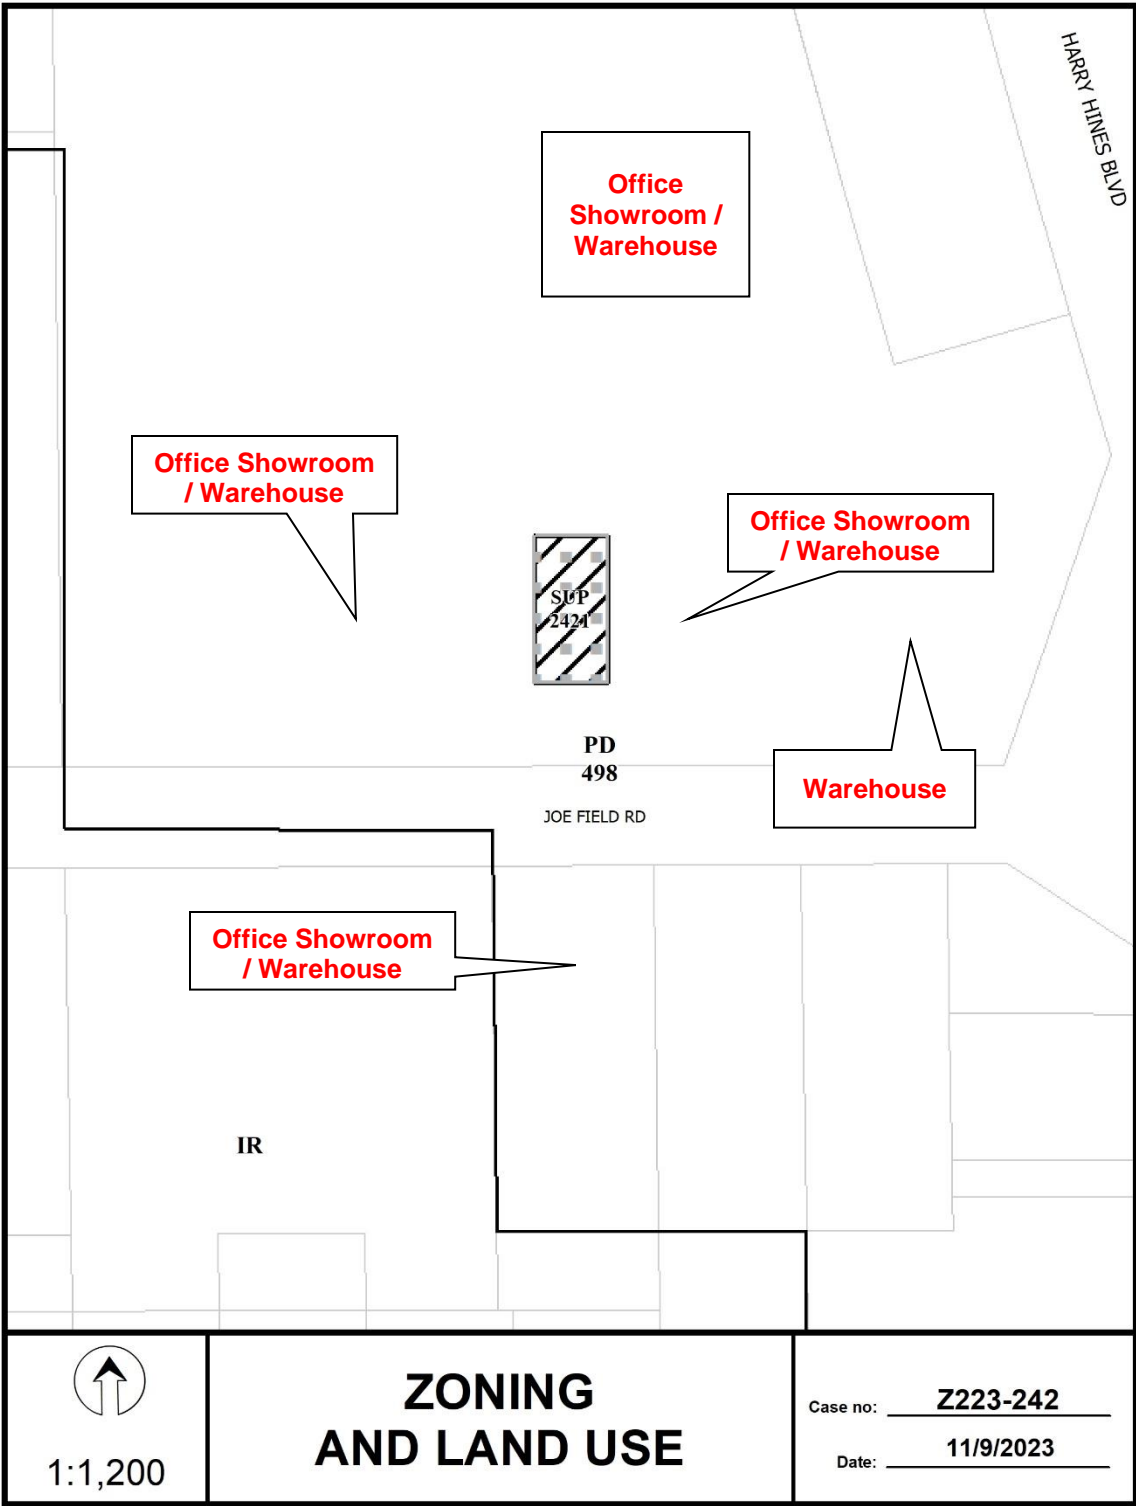 HARRY HINES BLVD
Office
Showroom /
Warehouse
Office Showroom
/ Warehouse
Office Showroom
/ Warehouse
SUP
2421
PD
498
Warehouse
JOE FIELD RD
Office Showroom
/ Warehouse
IR
1:1,200
ZONING
AND LAND USE
Case no: Z223-242
Date: 11/9/2023